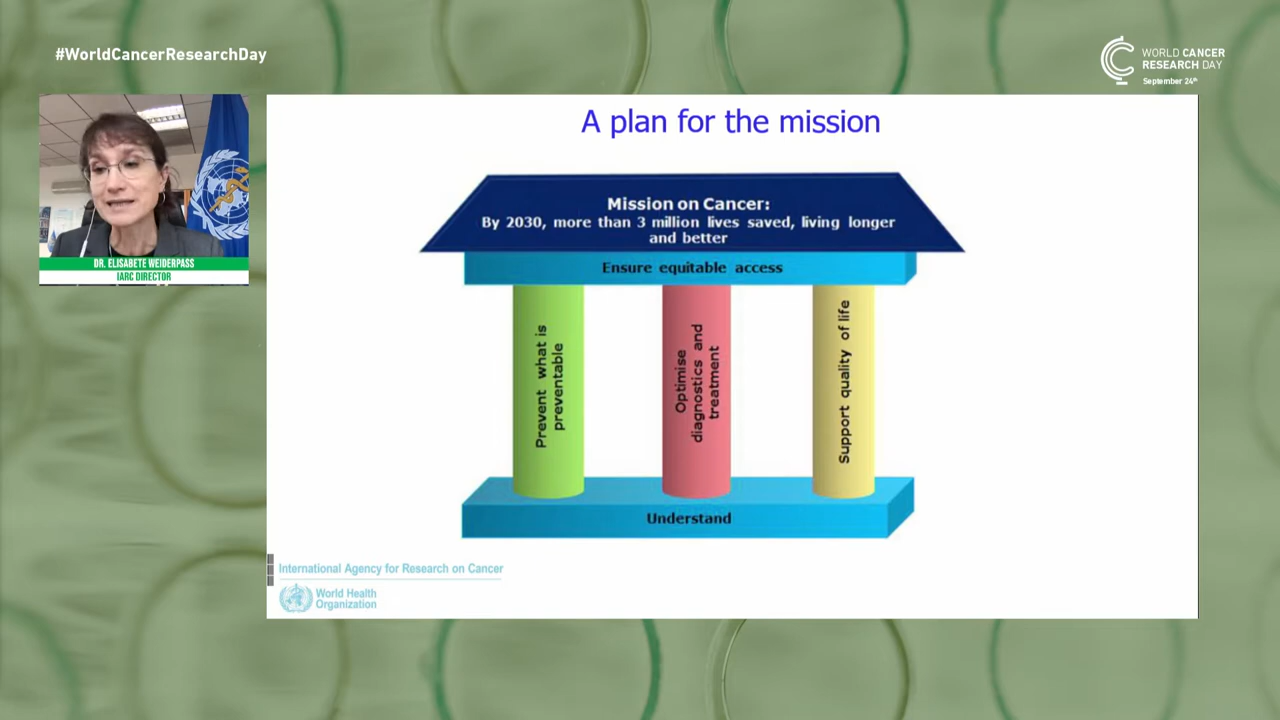 #WorldCancerResearchDay
WORLD CANCER
RESEARCH DAY
September 24th
DR. ELISABETE WEIDERPASS
IARC DIRECTOR
A plan for the mission
Mission on Cancer:
By 2030, more than 3 million lives saved, living longer
and better
Ensure equitable access
Prevent what is
preventable
Optimise
diagnostics and
treatment
Support quality of life
Understand
International Agency for Research on Cancer
World Health
Organization